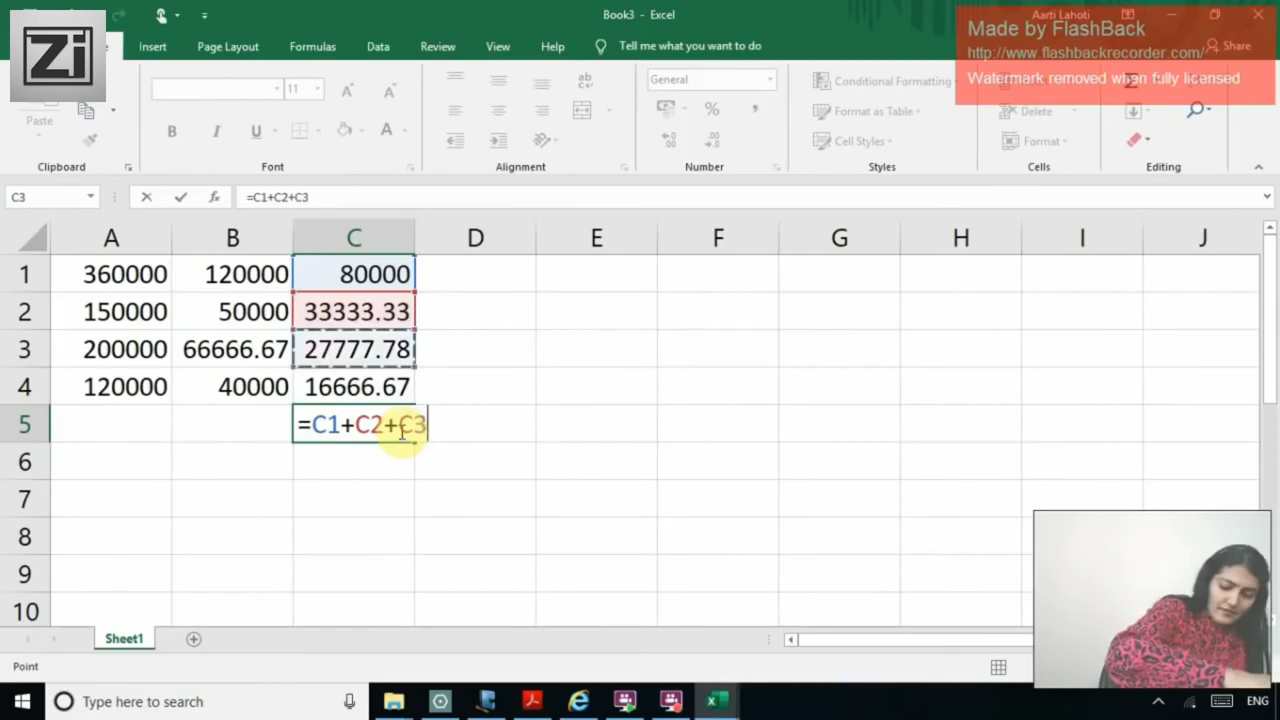 Book3 - Excel
Aarti Lahoti
Made by FlashBack
http://www.flashbackrecorder.com/
Watermark removed when fully licensed
Zi
Insert Page Layout Formulas Data Review View Help Tell me what you want to do Share
11 General Conditional Formatting
Paste Format as Table Delete
B I U A Cell Styles Format
Clipboard Font Alignment Number Styles Cells Editing
C3 fx =C1+C2+C3
A B C D E F G H I J
1 360000 120000 80000
2 150000 50000 33333.33
3 200000 66666.67 27777.78
4 120000 40000 16666.67
5 =C1+C2+C3
6
7
8
9
10
Sheet1
Point
Type here to search ENG